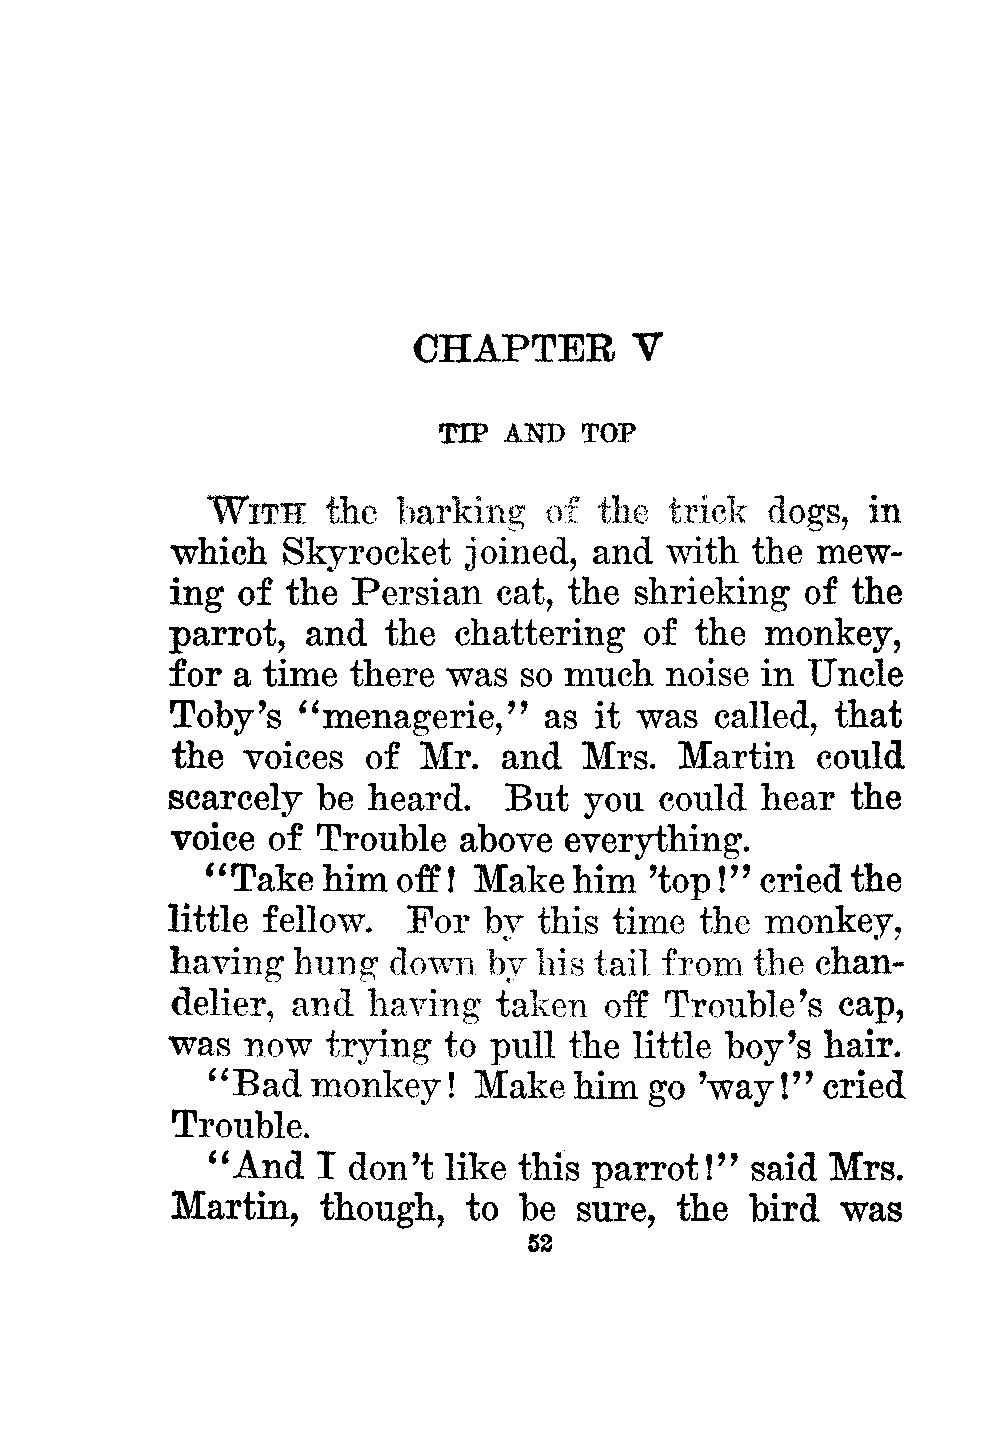 CHAPTER V
TIP AND TOP
WITH the barking of the trick dogs, in
which Skyrocket joined, and with the mew-
ing of the Persian cat, the shrieking of the
parrot, and the chattering of the monkey,
for a time there was so much noise in Uncle
Toby's "menagerie," as it was called, that
the voices of Mr. and Mrs. Martin could
scarcely be heard. But you could hear the
voice of Trouble above everything.
"Take him off! Make him 'top!" cried the
little fellow. For by this time the monkey,
having hung down by his tail from the chan-
delier, and having taken off Trouble's cap,
was now trying to pull the little boy's hair.
"Bad monkey! Make him go 'way!" cried
Trouble.
"And I don't like this parrot!" said Mrs.
Martin, though, to be sure, the bird was
52